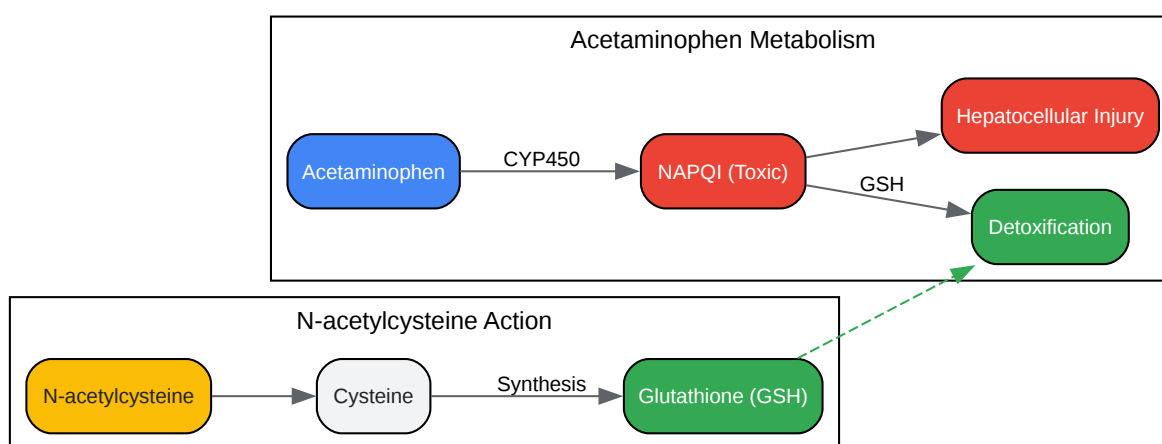 Acetaminophen Metabolism
Hepatocellular Injury
CYP450
Acetaminophen
NAPQI (Toxic)
GSH
Detoxification
N-acetylcysteine Action
Synthesis
N-acetylcysteine
Cysteine
Glutathione (GSH)